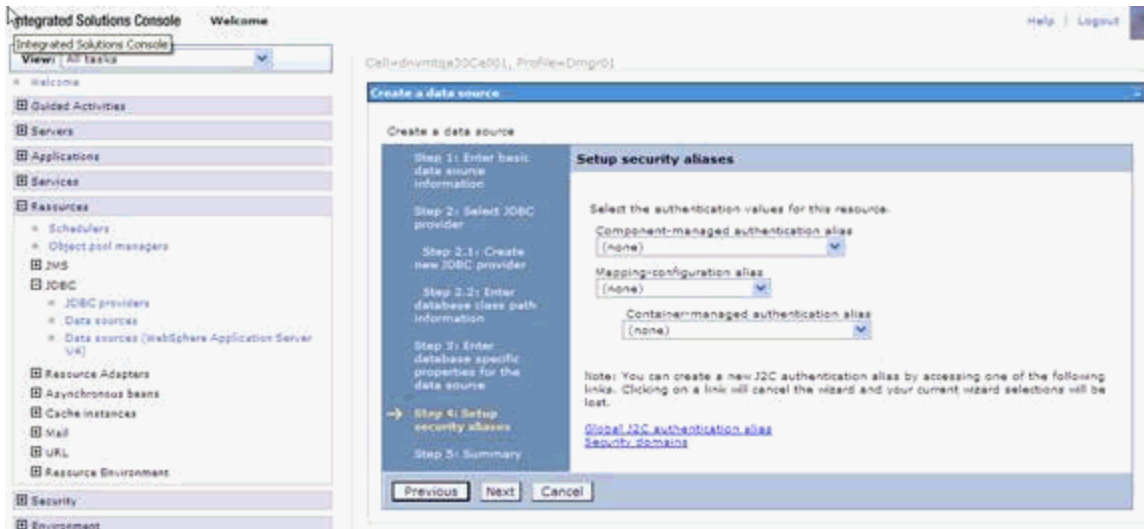 Integrated Solutions Console Welcome Help | Logout
Integrated Solutions Console
View: All tasks
Cell=dnvmtqa30Cell01, Profile=Dmgr01
Welcome
Guided Activities
Servers
Applications
Services
Resources
Schedulers
Object pool managers
JMS
JDBC
JDBC providers
Data sources
Data sources (WebSphere Application Server
V4)
Resource Adapters
Asynchronous beans
Cache instances
Mail
URL
Resource Environment
Security
Environment
Create a data source
Create a data source
Step 1: Enter basic
data source
information
Step 2: Select JDBC
provider
Step 2.1: Create
new JDBC provider
Step 2.2: Enter
database class path
information
Step 3: Enter
database specific
properties for the
data source
Step 4: Setup
security aliases
Step 5: Summary
Setup security aliases
Select the authentication values for this resource.
Component-managed authentication alias
(none)
Mapping-configuration alias
(none)
Container-managed authentication alias
(none)
Note: You can create a new J2C authentication alias by accessing one of the following
links. Clicking on a link will cancel the wizard and your current wizard selections will be
lost.
Global J2C authentication alias
Security domains
Previous Next Cancel